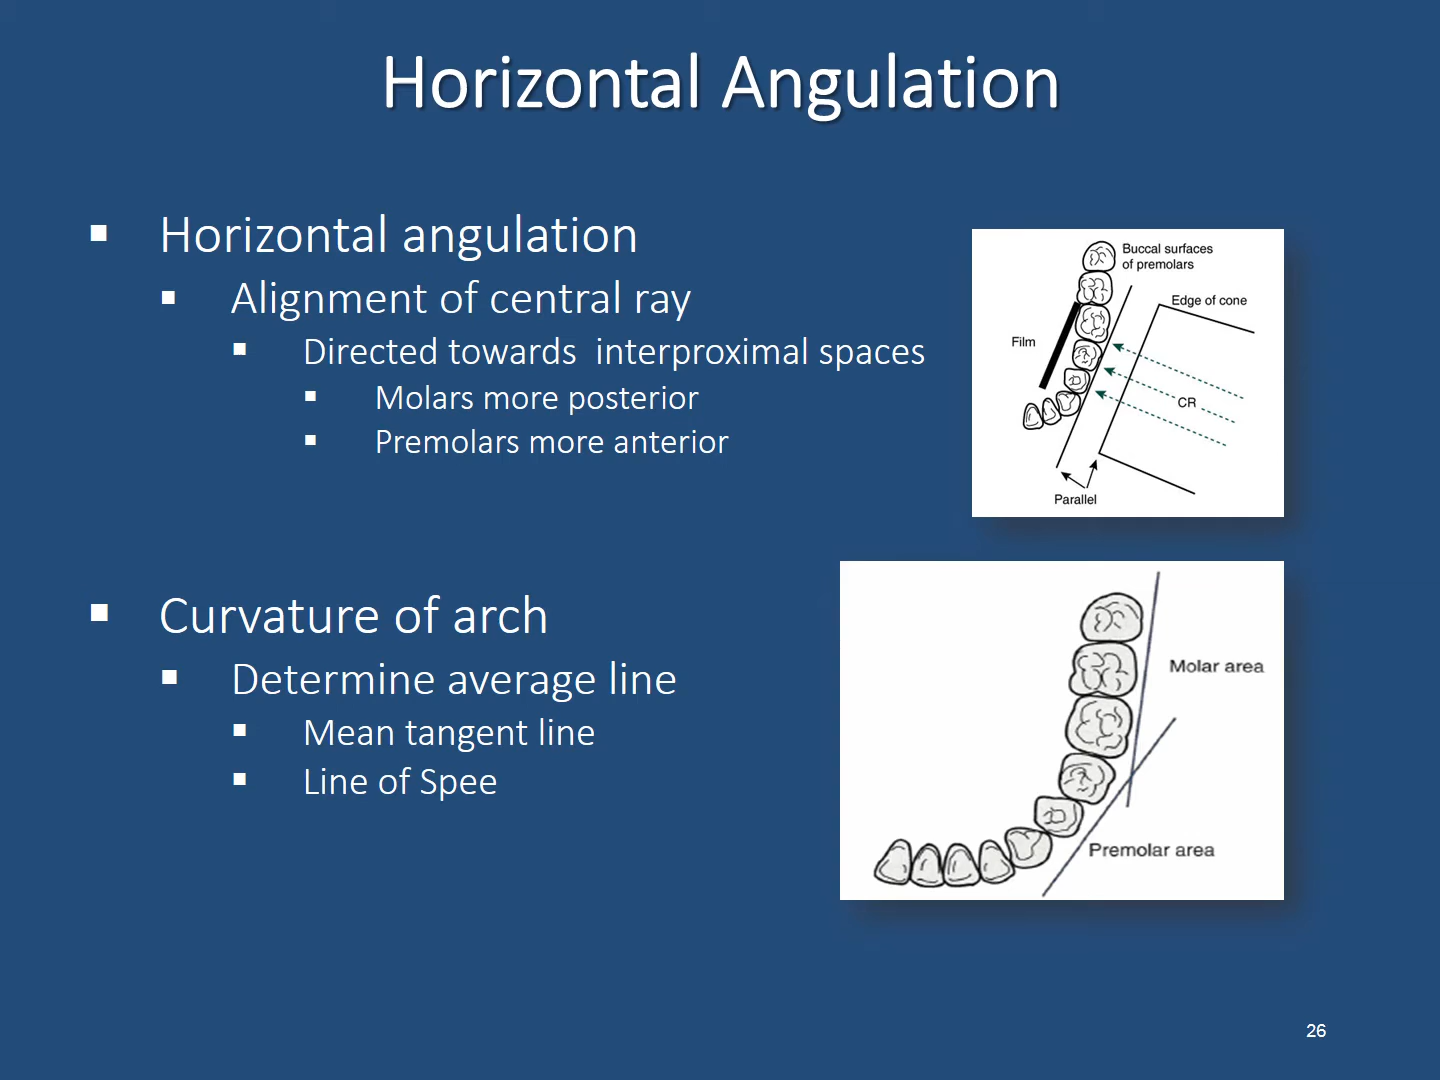 Horizontal Angulation
Horizontal angulation
Alignment of central ray
Directed towards interproximal spaces
Molars more posterior
Premolars more anterior
Buccal surfaces
of premolars
Edge of cone
Film
CR
Parallel
Curvature of arch
Determine average line
Mean tangent line
Line of Spee
Molar area
Premolar area
26